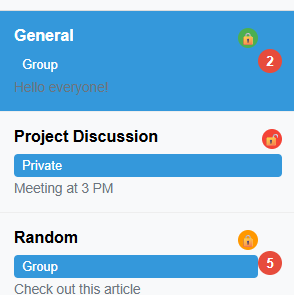 General
Group
2
Hello everyone!
Project Discussion
Private
Meeting at 3 PM
Random
Group
5
Check out this article